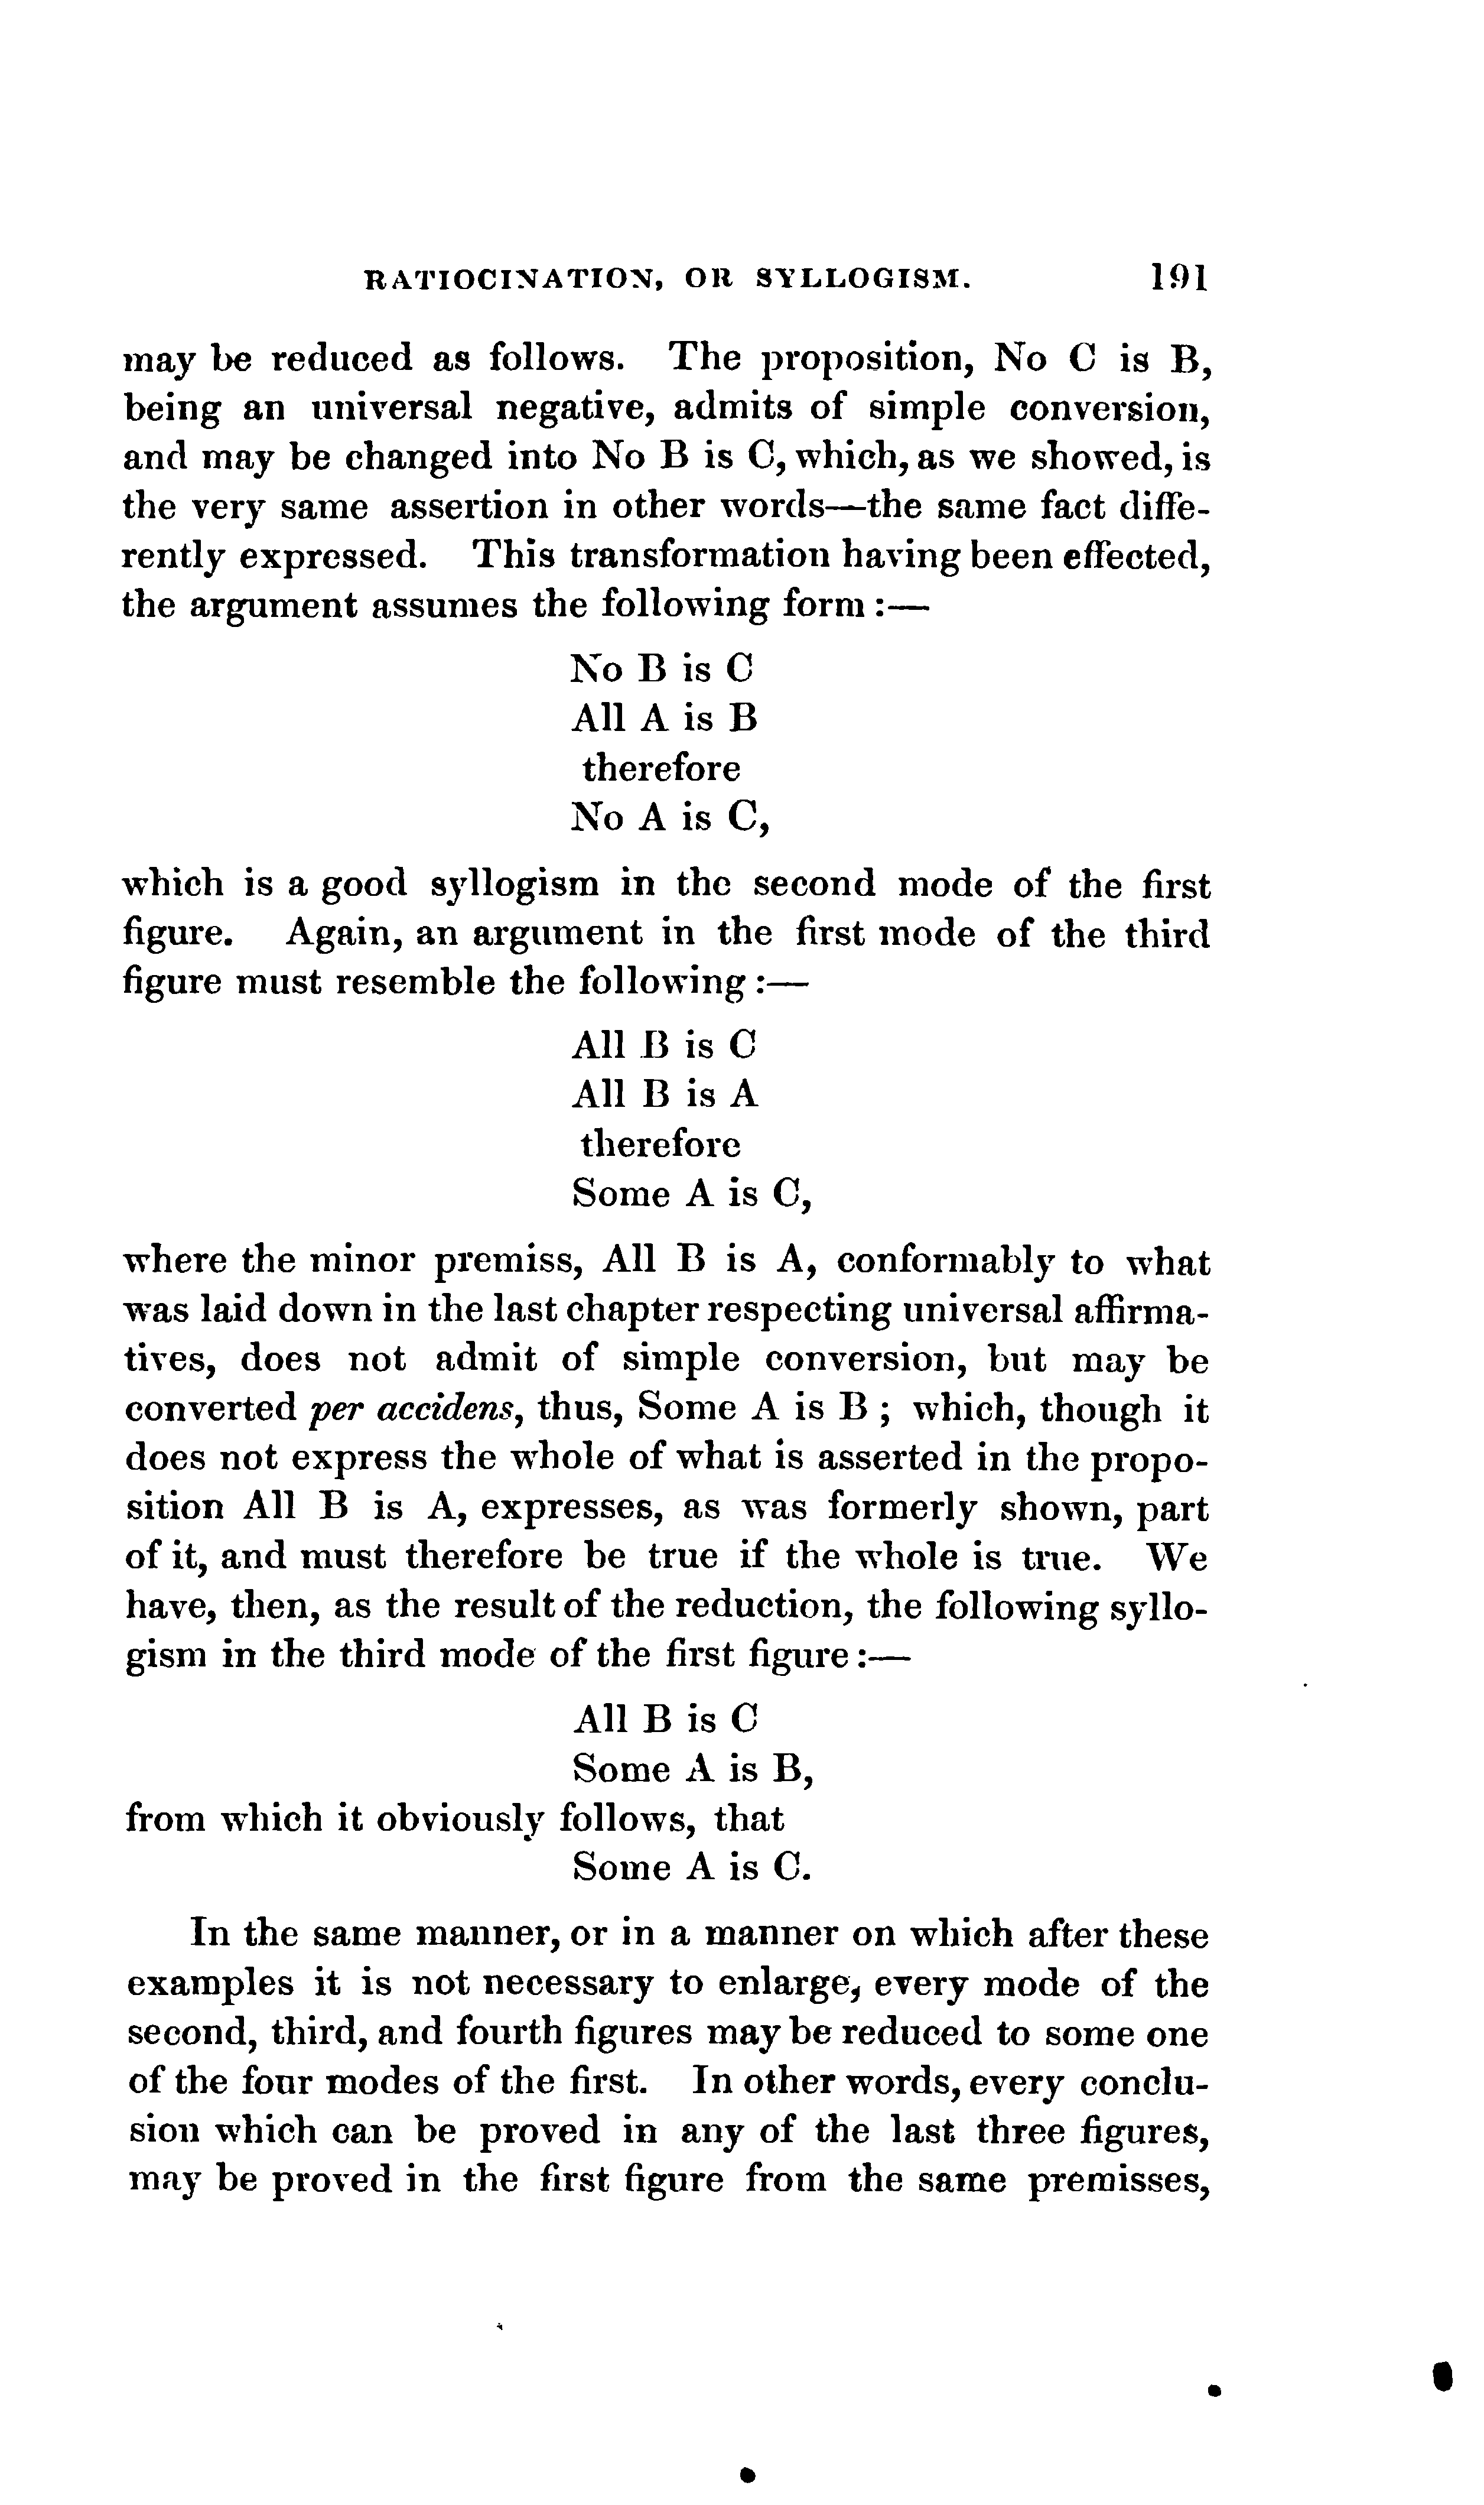 RATIOCINATION, OR SYLLOGISM. 191
may be reduced as follows. The proposition, No C is B,
being an universal negative, admits of simple conversion,
and may be changed into No B is C, which, as we showed, is
the very same assertion in other words—the same fact diffe-
rently expressed. This transformation having been effected,
the argument assumes the following form :—
No B is C
All A is B
therefore
No A is C,
which is a good syllogism in the second mode of the first
figure. Again, an argument in the first mode of the third
figure must resemble the following :—
All B is C
All B is A
therefore
Some A is C,
where the minor premiss, All B is A, conformably to what
was laid down in the last chapter respecting universal affirma-
tives, does not admit of simple conversion, but may be
converted per accidens, thus, Some A is B ; which, though it
does not express the whole of what is asserted in the propo-
sition All B is A, expresses, as was formerly shown, part
of it, and must therefore be true if the whole is true. We
have, then, as the result of the reduction, the following syllo-
gism in the third mode of the first figure :—
All B is C
Some A is B,
from which it obviously follows, that
Some A is C.
In the same manner, or in a manner on which after these
examples it is not necessary to enlarge, every mode of the
second, third, and fourth figures may be reduced to some one
of the four modes of the first. In other words, every conclu-
sion which can be proved in any of the last three figures,
may be proved in the first figure from the same premisses,